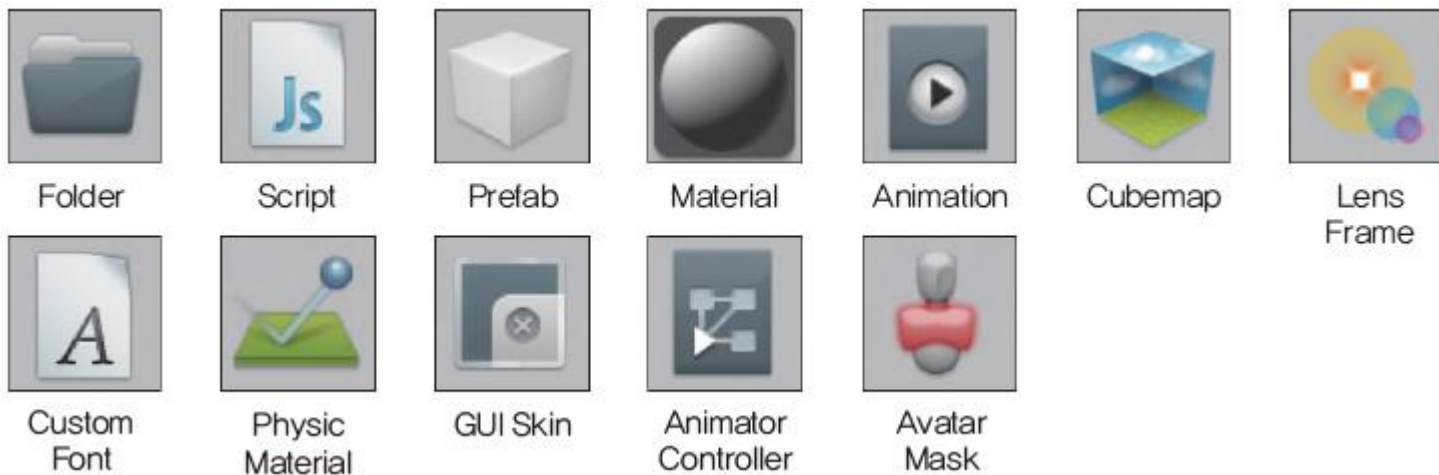 Js
Folder
Script
Prefab
Material
Animation
Cubemap
Lens
Frame
A
Custom
Font
Physic
Material
GUI Skin
Animator
Controller
Avatar
Mask